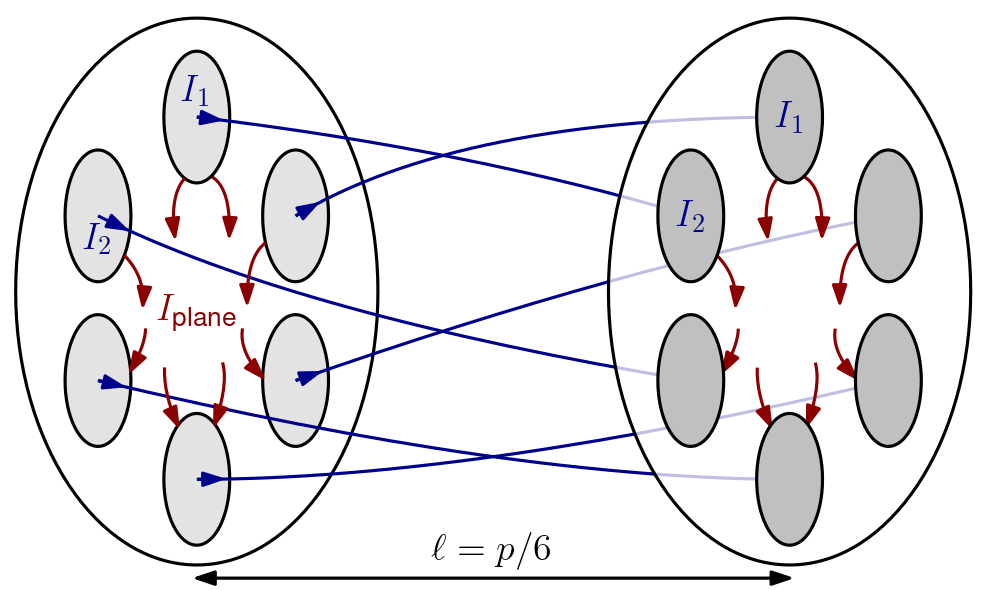 I₁
I₁
I₂
I₂
Iplane
ℓ = p/6